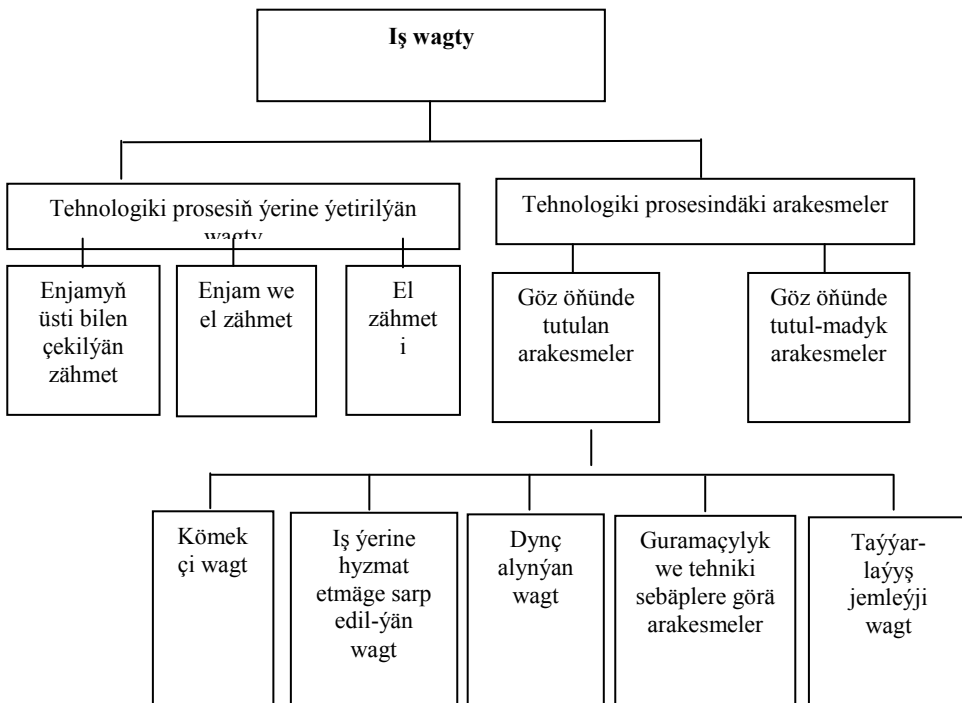 Iş wagty
Tehnologiki prosesiň ýerine ýetirilýän
wagty
Tehnologiki prosesindäki arakesmeler
Enjamyň
üsti bilen
çekilýän
zähmet
Enjam we
el zähmet
El
zähmet
i
Göz öňünde
tutulan
arakesmeler
Göz öňünde
tutul-madyk
arakesmeler
Kömek
çi wagt
Iş ýerine
hyzmat
etmäge sarp
edil-ýän
wagt
Dynç
alynýan
wagt
Guramaçylyk
we tehniki
sebäplere görä
arakesmeler
Taýýar-
laýyş
jemleýji
wagt